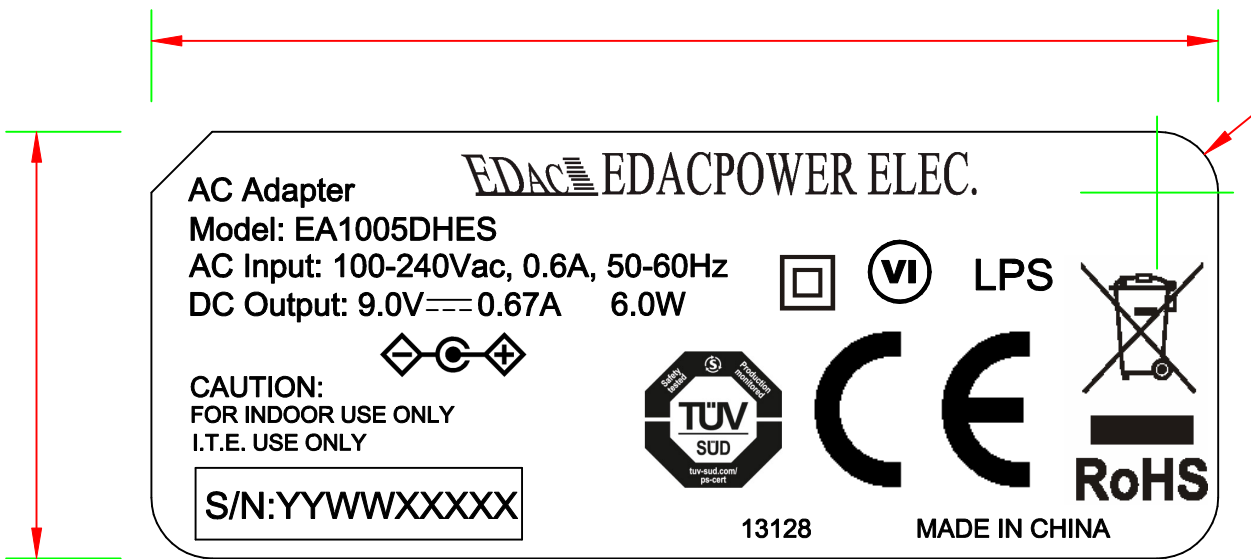 EDAC EDACPOWER ELEC.
AC Adapter
Model: EA1005DHES
AC Input: 100-240Vac, 0.6A, 50-60Hz
DC Output: 9.0V⎓0.67A 6.0W
VI
LPS
CAUTION:
FOR INDOOR USE ONLY
I.T.E. USE ONLY
S/N:YYWWXXXXX
Safety tested
S
Production monitored
TÜV
SÜD
tuv-sud.com/
ps-cert
CE
RoHS
13128
MADE IN CHINA